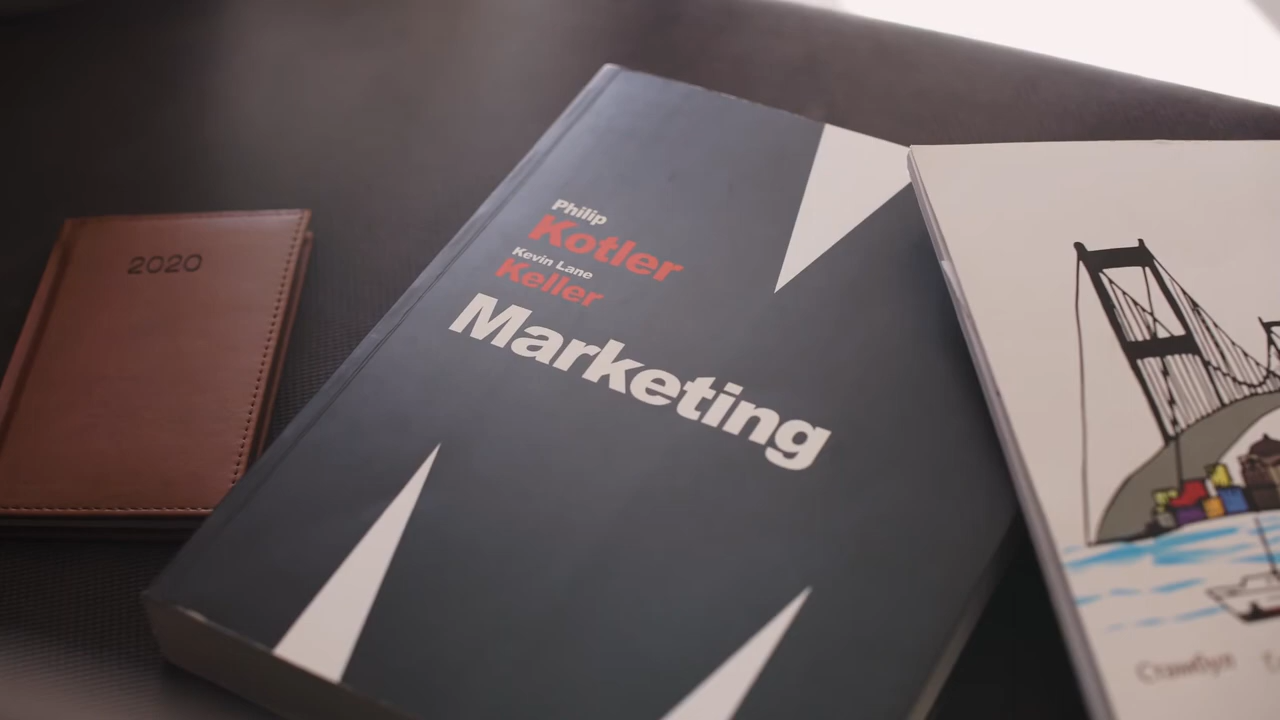 2020
Philip
Kotler
Kevin Lane
Keller
Marketing
Стамбул